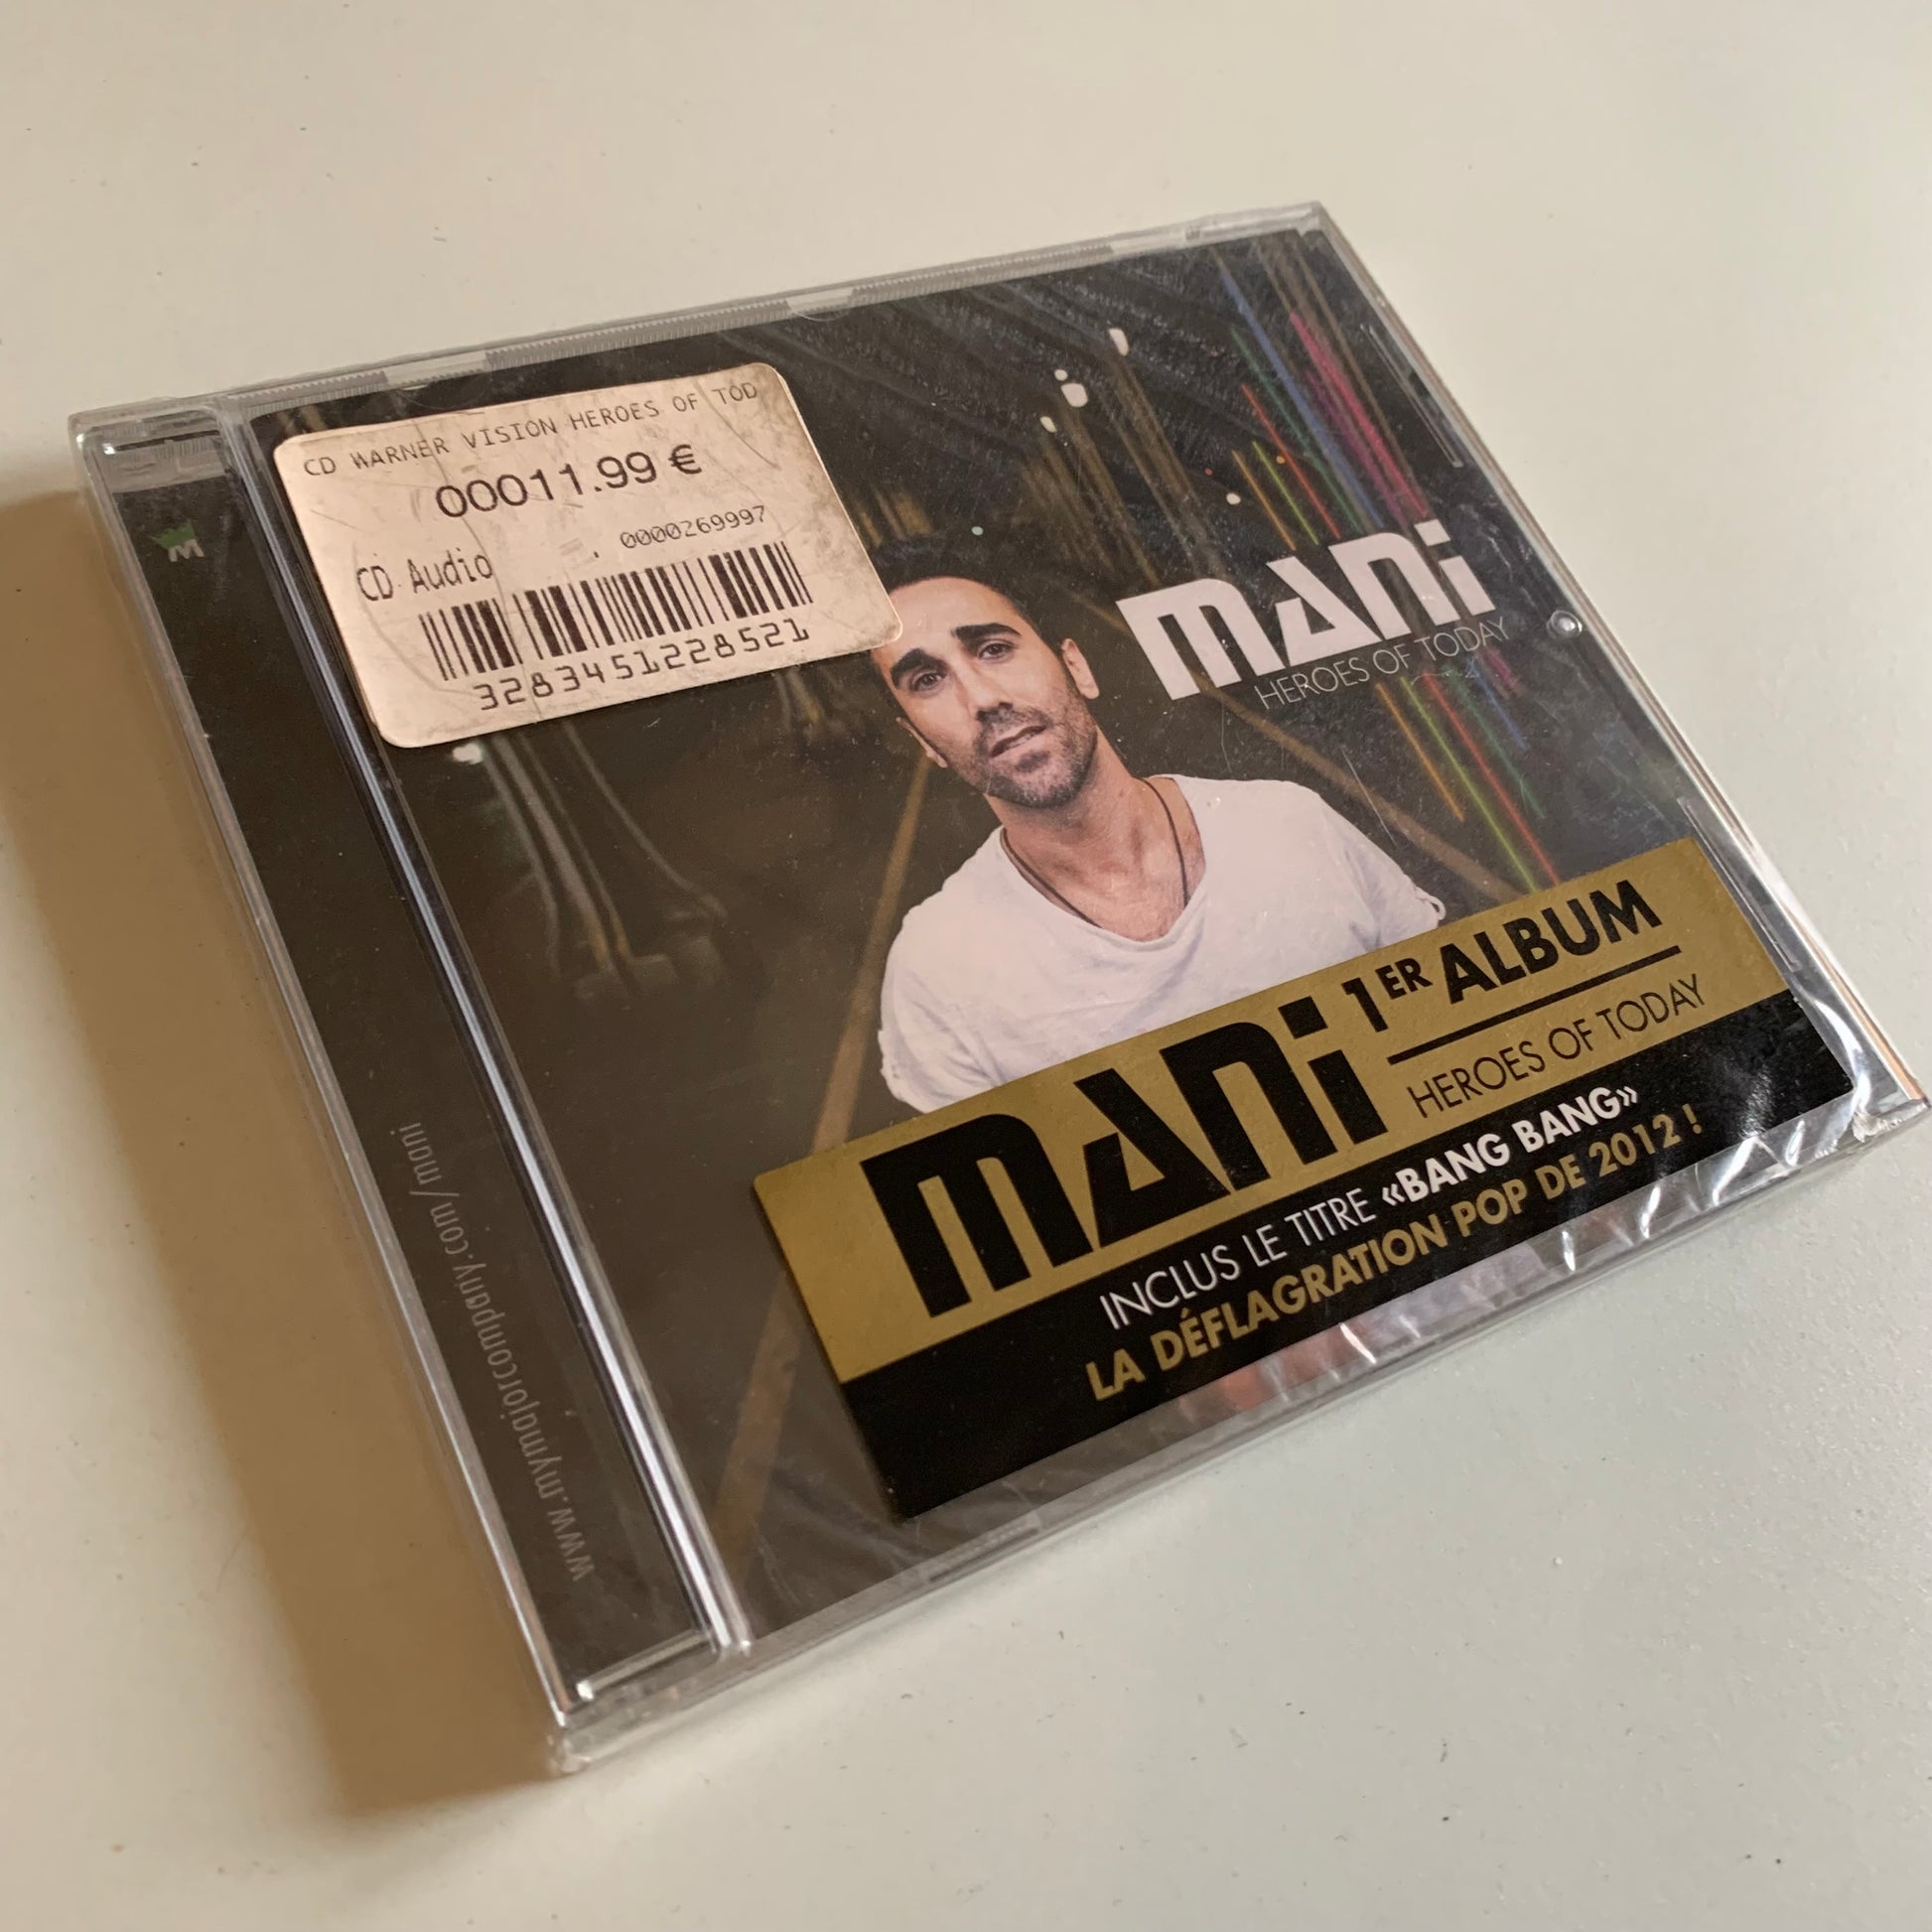 CD WARNER VISION HEROES OF TOD
00011.99 €
0000269997
CD Audio
3283451228521
M
MANi
HEROES OF TODAY
MANi 1ER ALBUM
HEROES OF TODAY
INCLUS LE TITRE «BANG BANG»
LA DÉFLAGRATION POP DE 2012 !
www.mymajorcompany.com/mani